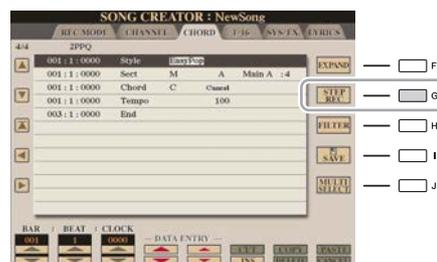 SONG CREATOR : NewSong
REC MODE CHANNEL CHORD 1-16 SYS/EX. LYRICS
4/4 2PPQ
001 : 1 : 0000 Style EasyPop
001 : 1 : 0000 Sect M A Main A : 4
001 : 1 : 0000 Chord C Cancel
001 : 1 : 0000 Tempo 100
003 : 1 : 0000 End
EXPAND F
STEP REC G
FILTER H
SAVE I
MULTI SELECT J
BAR : BEAT : CLOCK
001 1 0000
DATA ENTRY
CUT COPY PASTE
INS DELETE CANCEL